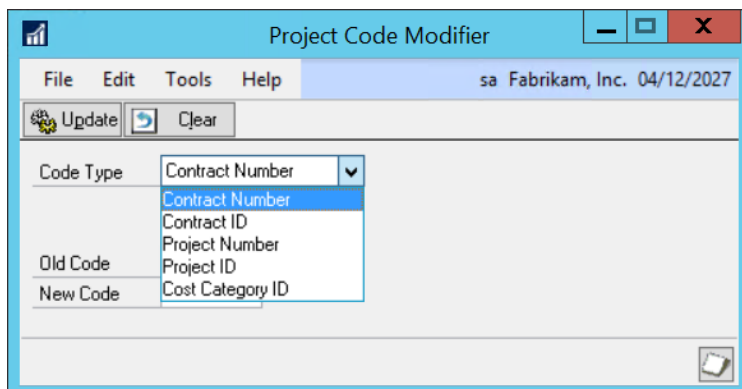 Project Code Modifier
File Edit Tools Help sa Fabrikam, Inc. 04/12/2027
Update Clear
Code Type Contract Number
Contract Number
Contract ID
Project Number
Old Code Project ID
New Code Cost Category ID